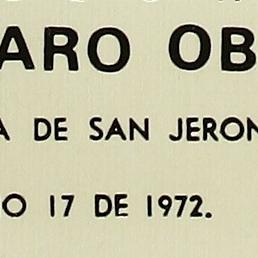 ARO OB
A DE SAN JERON
O 17 DE 1972.